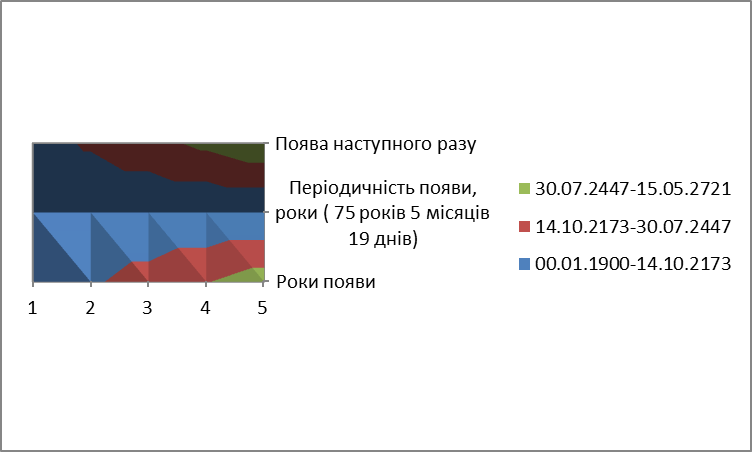 Поява наступного разу
Періодичність появи,
роки ( 75 років 5 місяців
19 днів)
Роки появи
1 2 3 4 5
30.07.2447-15.05.2721
14.10.2173-30.07.2447
00.01.1900-14.10.2173